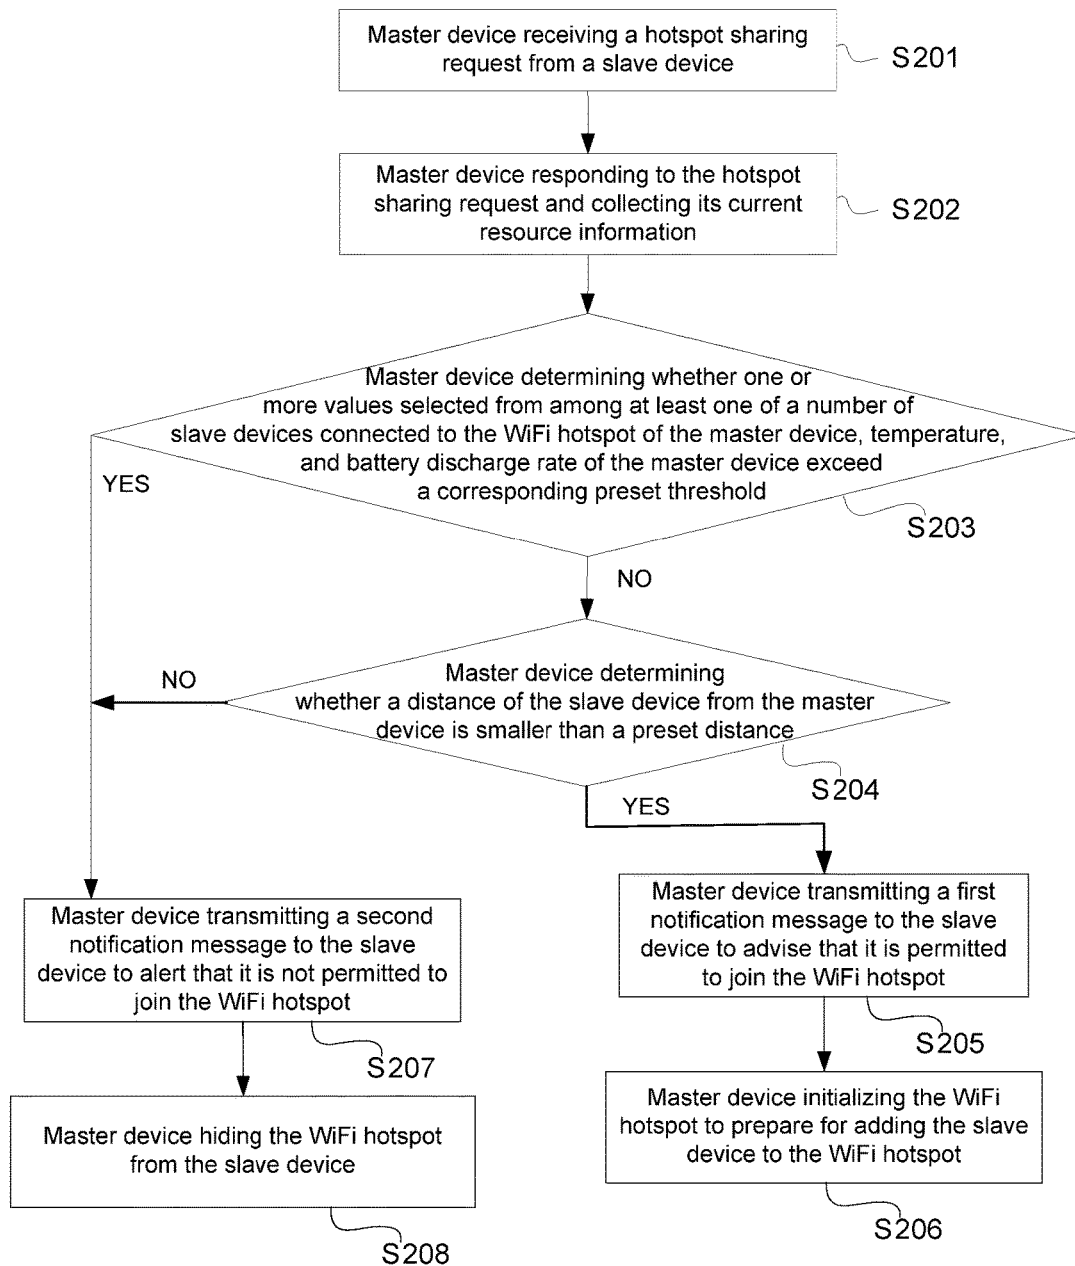 Master device receiving a hotspot sharing
request from a slave device
S201
Master device responding to the hotspot
sharing request and collecting its current
resource information
S202
Master device determining whether one or
more values selected from among at least one of a number of
slave devices connected to the WiFi hotspot of the master device, temperature,
and battery discharge rate of the master device exceed
a corresponding preset threshold
YES
S203
NO
Master device determining
whether a distance of the slave device from the master
device is smaller than a preset distance
NO
S204
YES
Master device transmitting a second
notification message to the slave
device to alert that it is not permitted to
join the WiFi hotspot
S207
Master device transmitting a first
notification message to the slave
device to advise that it is permitted
to join the WiFi hotspot
S205
Master device hiding the WiFi hotspot
from the slave device
S208
Master device initializing the WiFi
hotspot to prepare for adding the slave
device to the WiFi hotspot
S206